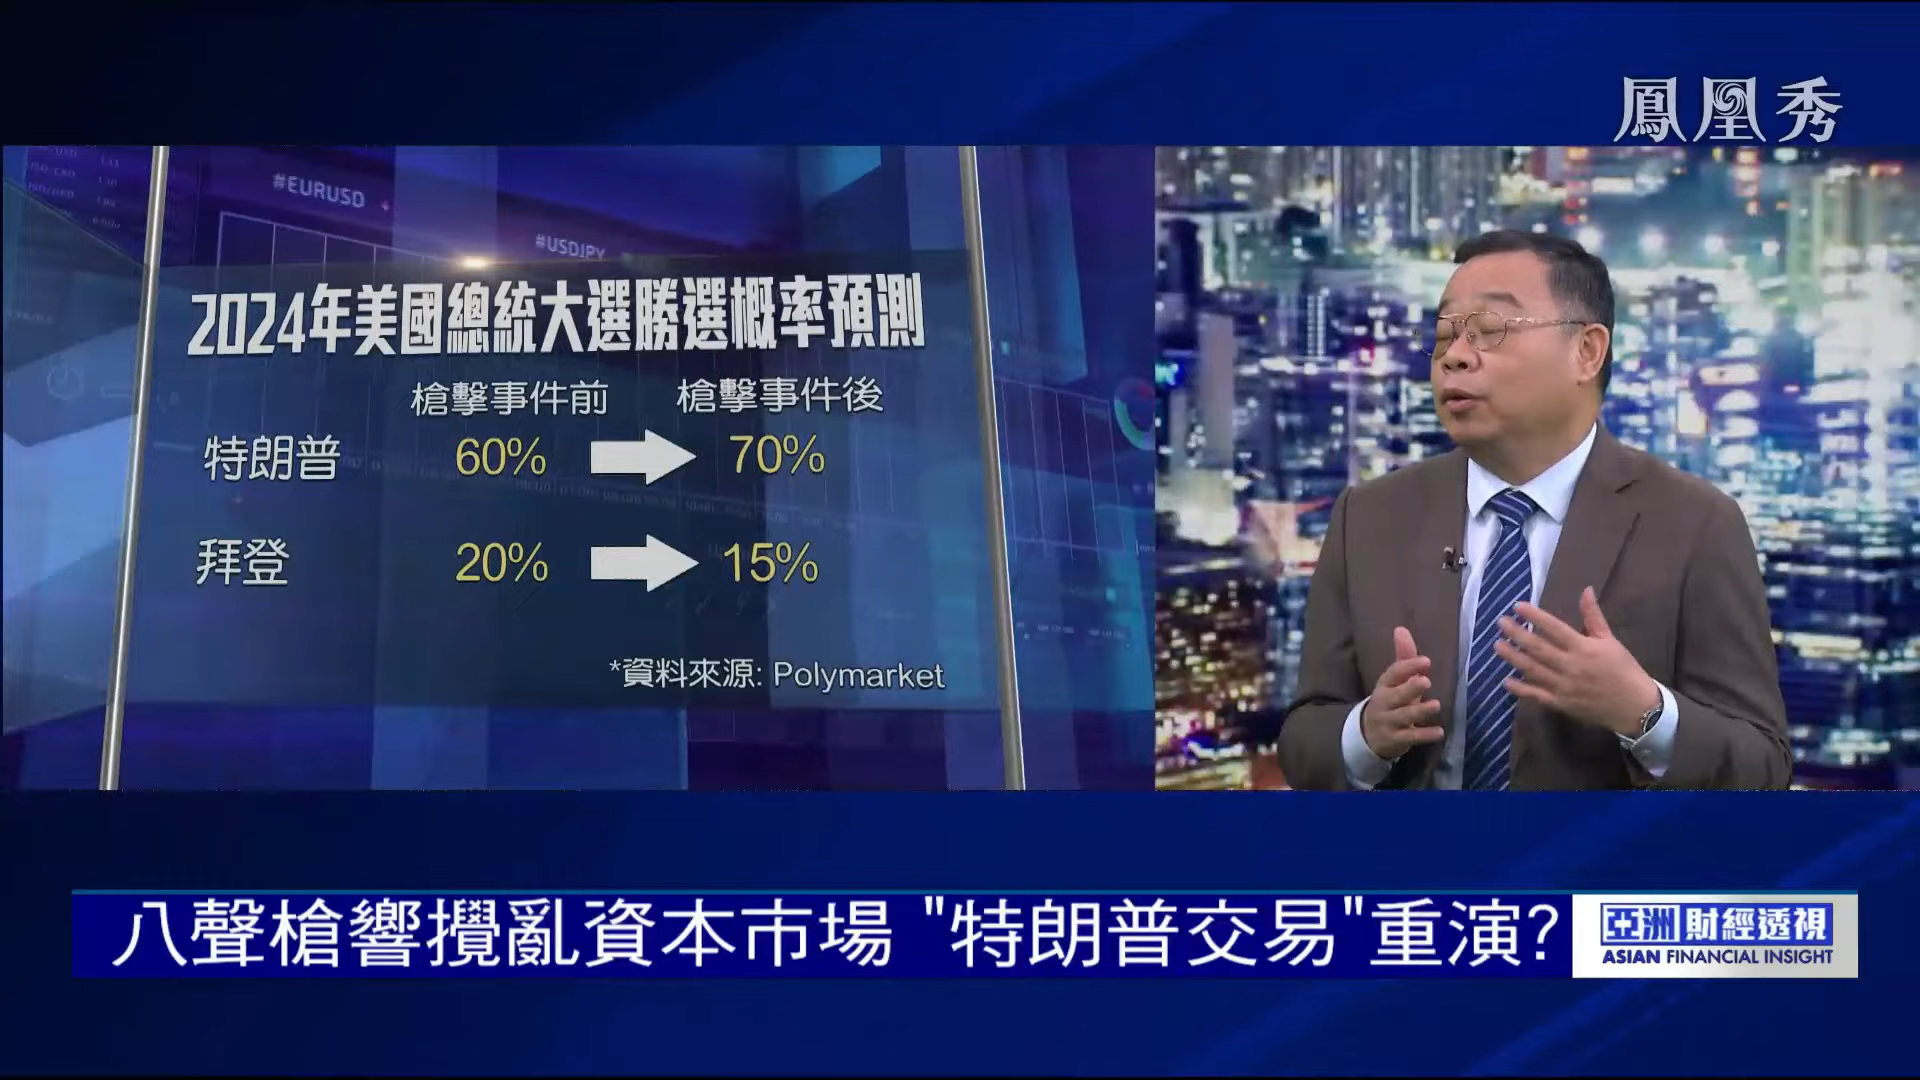 鳳凰秀
#EURUSD
#USDJPY
2024年美國總統大選勝選概率預測
槍擊事件前 槍擊事件後
特朗普 60% 70%
拜登 20% 15%
*資料來源: Polymarket
八聲槍響攪亂資本市場 "特朗普交易"重演?
亞洲財經透視
ASIAN FINANCIAL INSIGHT